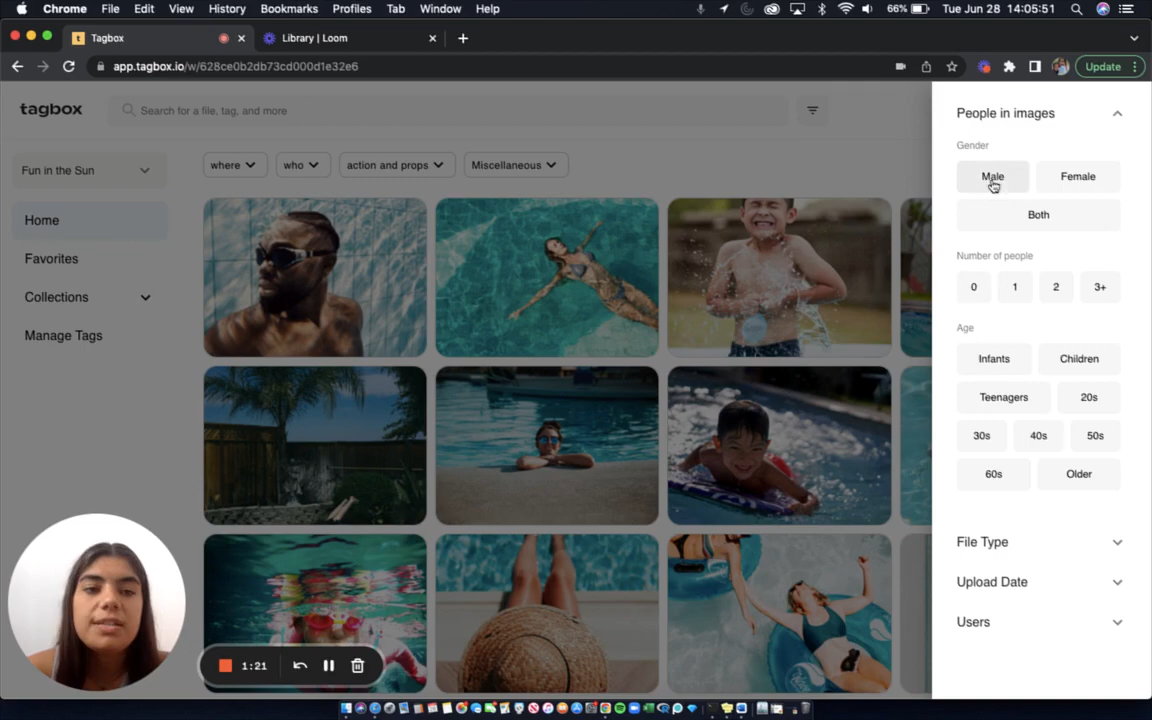 Chrome File Edit View History Bookmarks Profiles Tab Window Help 66% Tue Jun 28 14:05:51
t Tagbox Library | Loom
app.tagbox.io/w/628ce0b2db73cd000d1e32e6 Update
tagbox Search for a file, tag, and more
Fun in the Sun
where who action and props Miscellaneous
Home
Favorites
Collections
Manage Tags
People in images
Gender
Male Female
Both
Number of people
0 1 2 3+
Age
Infants Children
Teenagers 20s
30s 40s 50s
60s Older
File Type
Upload Date
Users
1:21